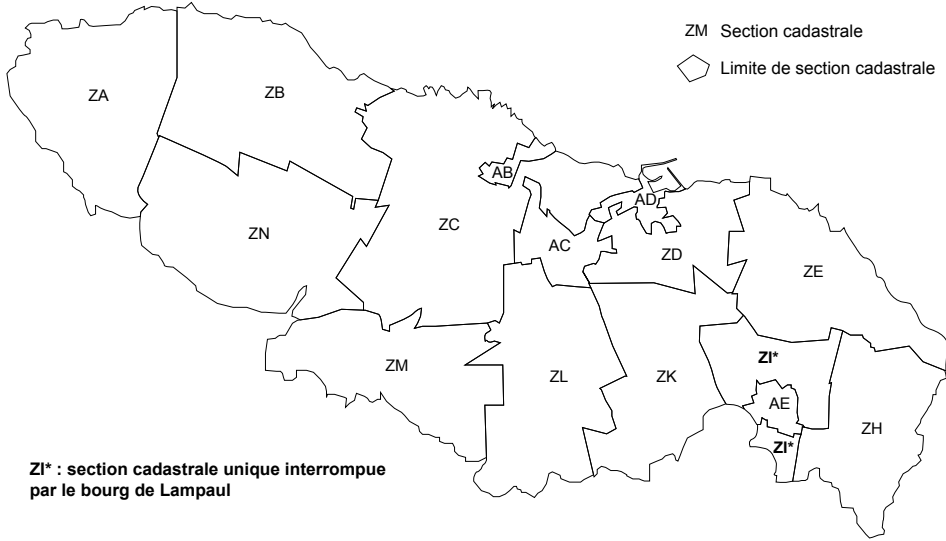 ZM Section cadastrale
Limite de section cadastrale
ZA
ZB
AB
AD
ZN
ZC
AC
ZD
ZE
ZM
ZL
ZK
ZI*
AE
ZH
ZI*
ZI* : section cadastrale unique interrompue
par le bourg de Lampaul